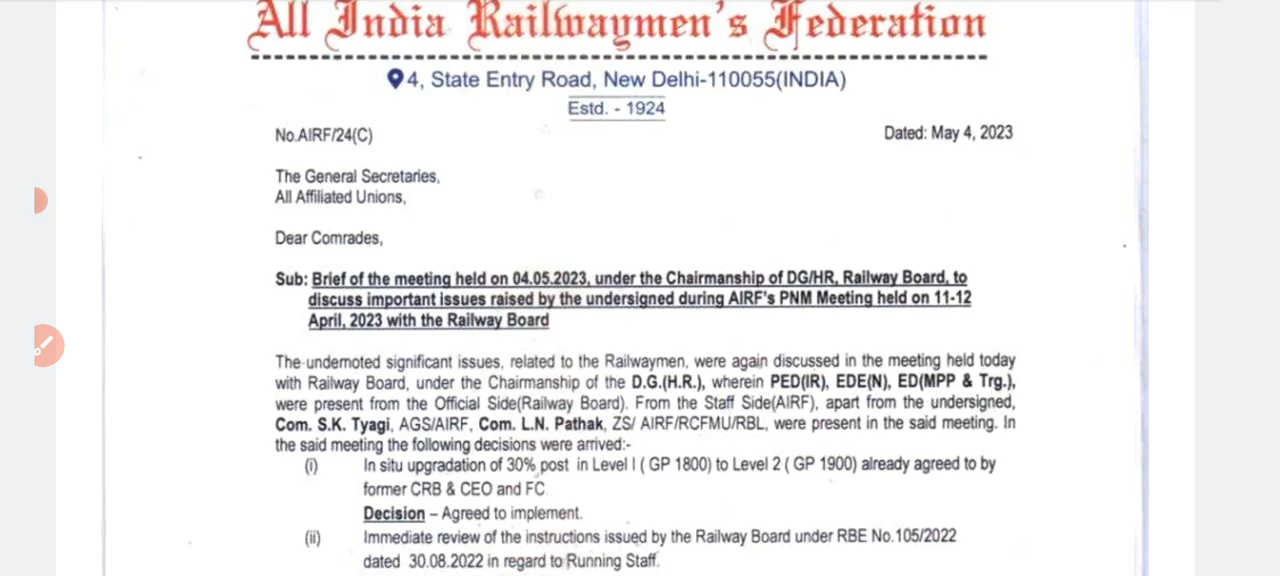 All India Railwaymen's Federation
4, State Entry Road, New Delhi-110055(INDIA)
Estd. - 1924
No.AIRF/24(C) Dated: May 4, 2023
The General Secretaries,
All Affiliated Unions,
Dear Comrades,
Sub: Brief of the meeting held on 04.05.2023, under the Chairmanship of DG/HR, Railway Board, to
discuss important issues raised by the undersigned during AIRF's PNM Meeting held on 11-12
April, 2023 with the Railway Board
The undernoted significant issues, related to the Railwaymen, were again discussed in the meeting held today
with Railway Board, under the Chairmanship of the D.G.(H.R.), wherein PED(IR), EDE(N), ED(MPP & Trg.),
were present from the Official Side(Railway Board). From the Staff Side(AIRF), apart from the undersigned,
Com. S.K. Tyagi, AGS/AIRF, Com. L.N. Pathak, ZS/ AIRF/RCFMU/RBL, were present in the said meeting. In
the said meeting the following decisions were arrived:-
(i) In situ upgradation of 30% post in Level I ( GP 1800) to Level 2 ( GP 1900) already agreed to by
former CRB & CEO and FC.
Decision – Agreed to implement.
(ii) Immediate review of the instructions issued by the Railway Board under RBE No.105/2022
dated 30.08.2022 in regard to Running Staff.